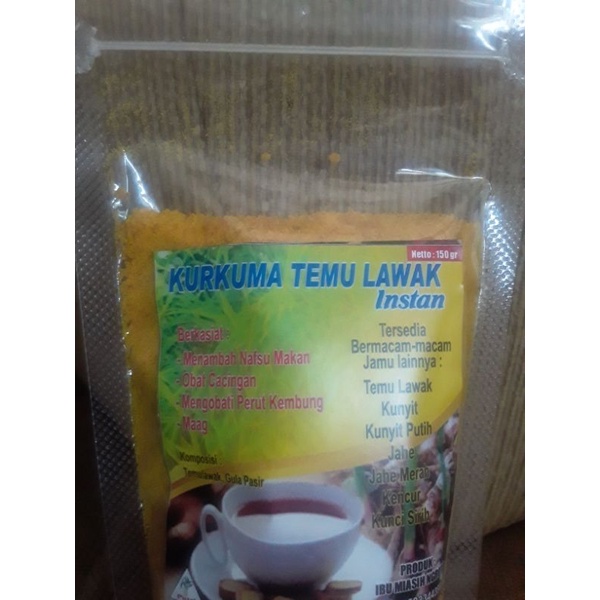 Netto : 150 gr
KURKUMA TEMU LAWAK
Instan
Berkasiat :
-Menambah Nafsu Makan
-Obat Cacingan
-Mengobati Perut Kembung
-Maag
Komposisi :
Temulawak, Gula Pasir
Tersedia
Bermacam-macam
Jamu lainnya :
Temu Lawak
Kunyit
Kunyit Putih
Jahe
Jahe Merah
Kencur
Kunci Sirih
PRODUK
IBU MIASIH